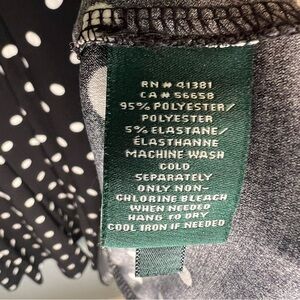 RN # 41381
CA # 56658
95% POLYESTER/
POLYESTER
5% ELASTANE/
ÉLASTHANNE
MACHINE WASH
COLD
SEPARATELY
ONLY NON-
CHLORINE BLEACH
WHEN NEEDED
HANG TO DRY
COOL IRON IF NEEDED